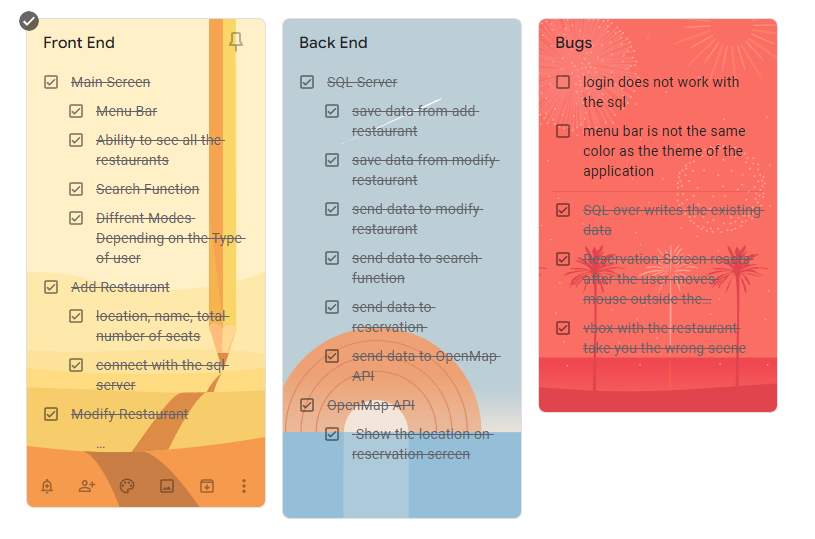 Front End
Main Screen
Menu Bar
Ability to see all the
restaurants
Search Function
Diffrent Modes
Depending on the Type
of user
Add Restaurant
location, name, total
number of seats
connect with the sql
server
Modify Restaurant
...
Back End
SQL Server
save data from add
restaurant
save data from modify
restaurant
send data to modify
restaurant
send data to search
function
send data to
reservation
send data to OpenMap
API
OpenMap API
Show the location on
reservation screen
Bugs
login does not work with
the sql
menu bar is not the same
color as the theme of the
application
SQL over writes the existing
data
Reservation Screen resets
after the user moves
mouse outside the...
vbox with the restaurant
take you the wrong scene